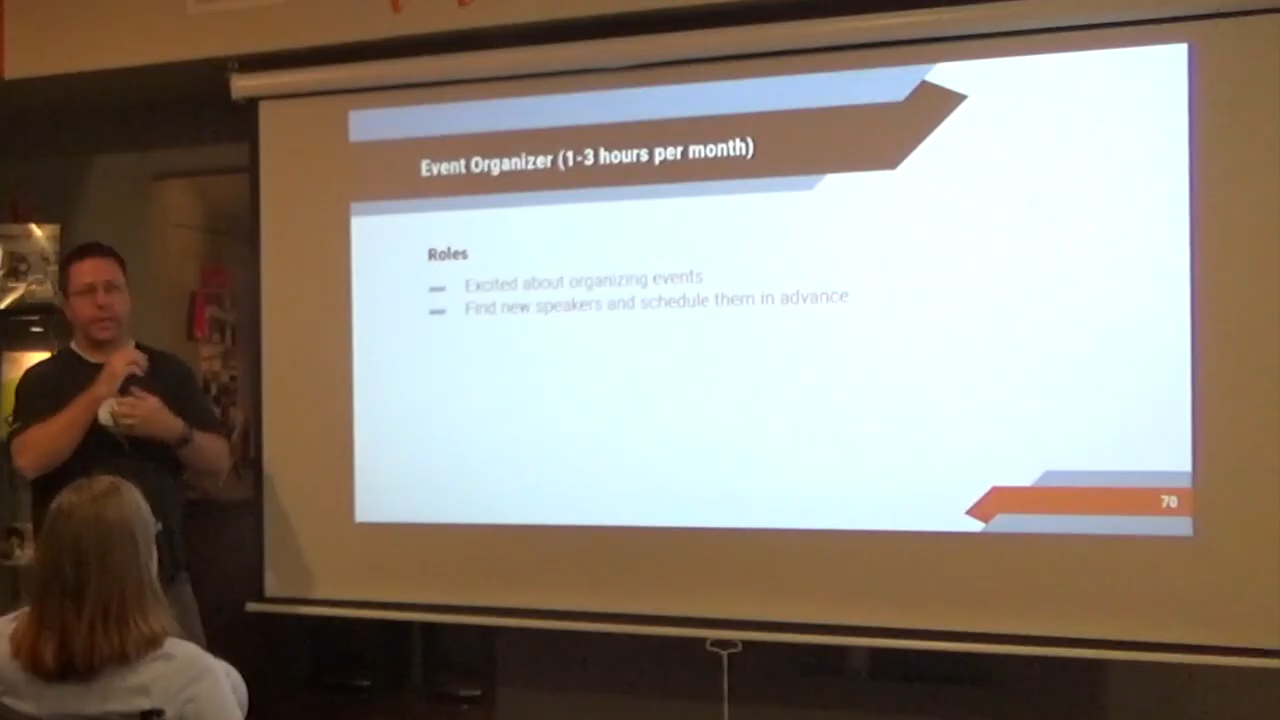 Event Organizer (1-3 hours per month)
Roles
Excited about organizing events
Find new speakers and schedule them in advance
70